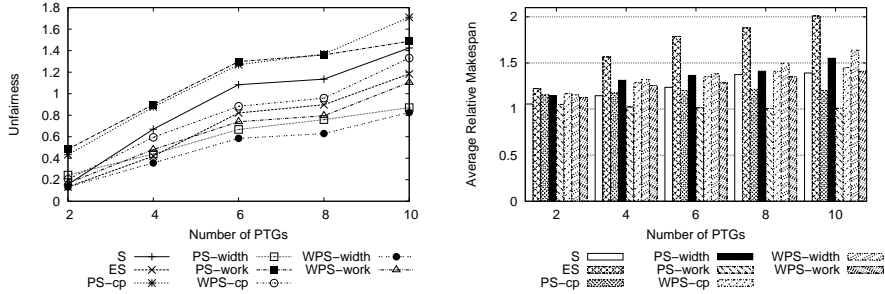 1.8
1.6
1.4
1.2
1
0.8
0.6
0.4
0.2
0
Unfairness
2 4 6 8 10
Number of PTGs
S
ES
PS-cp
PS-width
PS-work
WPS-cp
WPS-width
WPS-work
2
1.5
1
0.5
0
Average Relative Makespan
2 4 6 8 10
Number of PTGs
S
ES
PS-cp
PS-width
PS-work
WPS-cp
WPS-width
WPS-work